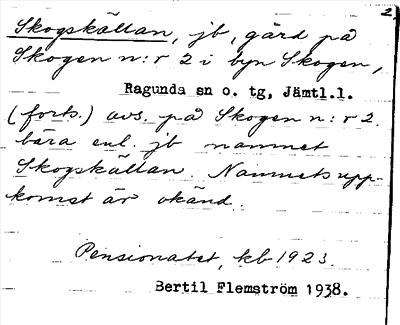 2.
Skogskällan, jb, gård på
Skogen n:r 2 i byn Skogen,
Ragunda sn o. tg, Jämtl.l.
(forts.) avs. på Skogen n:r 2
bära enl. jb namnet
Skogskällan. Namnets upp-
komst är okänd.
Pensionatet, kb 1923.
Bertil Flemström 1938.